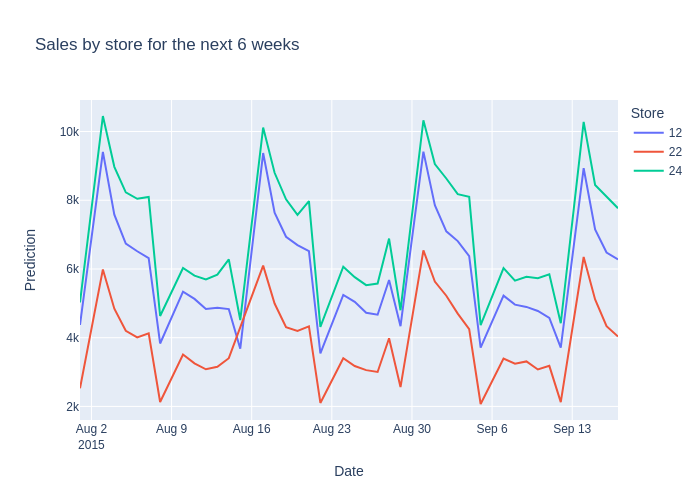 Sales by store for the next 6 weeks
Store
12
22
24
10k
8k
6k
4k
2k
Prediction
Aug 2 Aug 9 Aug 16 Aug 23 Aug 30 Sep 6 Sep 13
2015
Date